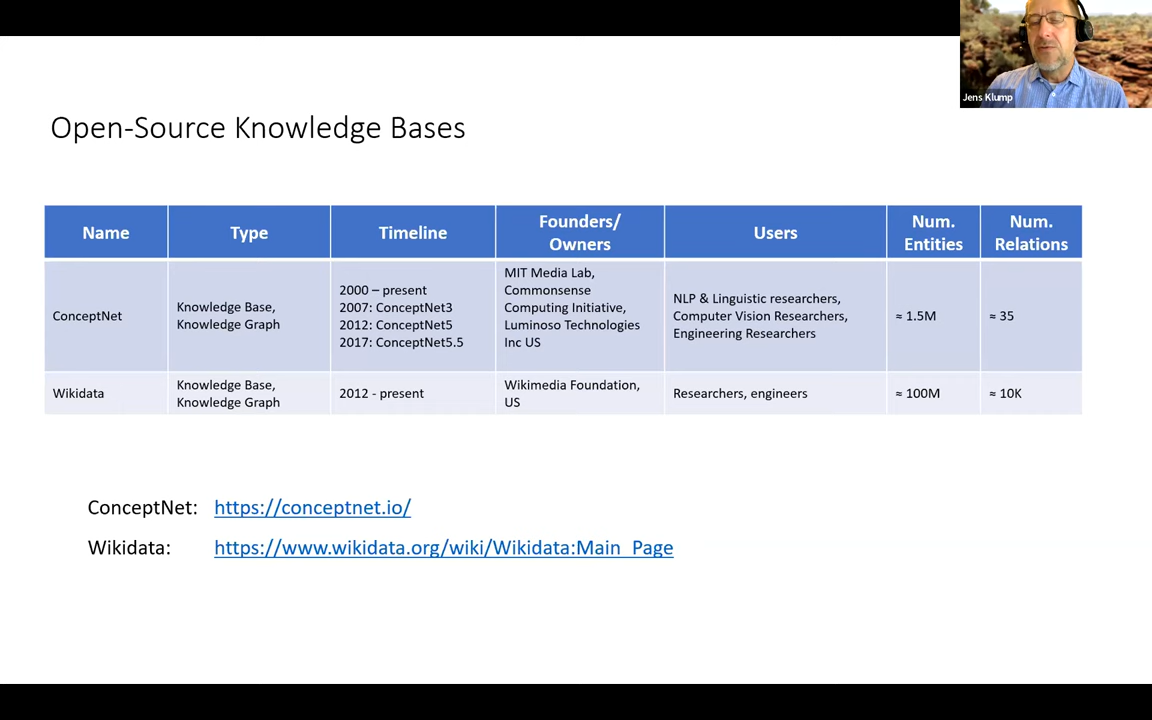 Jens Klump
Open-Source Knowledge Bases
Name Type Timeline Founders/ Owners Users Num. Entities Num. Relations
ConceptNet
Knowledge Base,
Knowledge Graph
2000 – present
2007: ConceptNet3
2012: ConceptNet5
2017: ConceptNet5.5
MIT Media Lab,
Commonsense
Computing Initiative,
Luminoso Technologies
Inc US
NLP & Linguistic researchers,
Computer Vision Researchers,
Engineering Researchers
≈ 1.5M
≈ 35
Wikidata
Knowledge Base,
Knowledge Graph
2012 - present
Wikimedia Foundation,
US
Researchers, engineers
≈ 100M
≈ 10K
ConceptNet: https://conceptnet.io/
Wikidata: https://www.wikidata.org/wiki/Wikidata:Main_Page